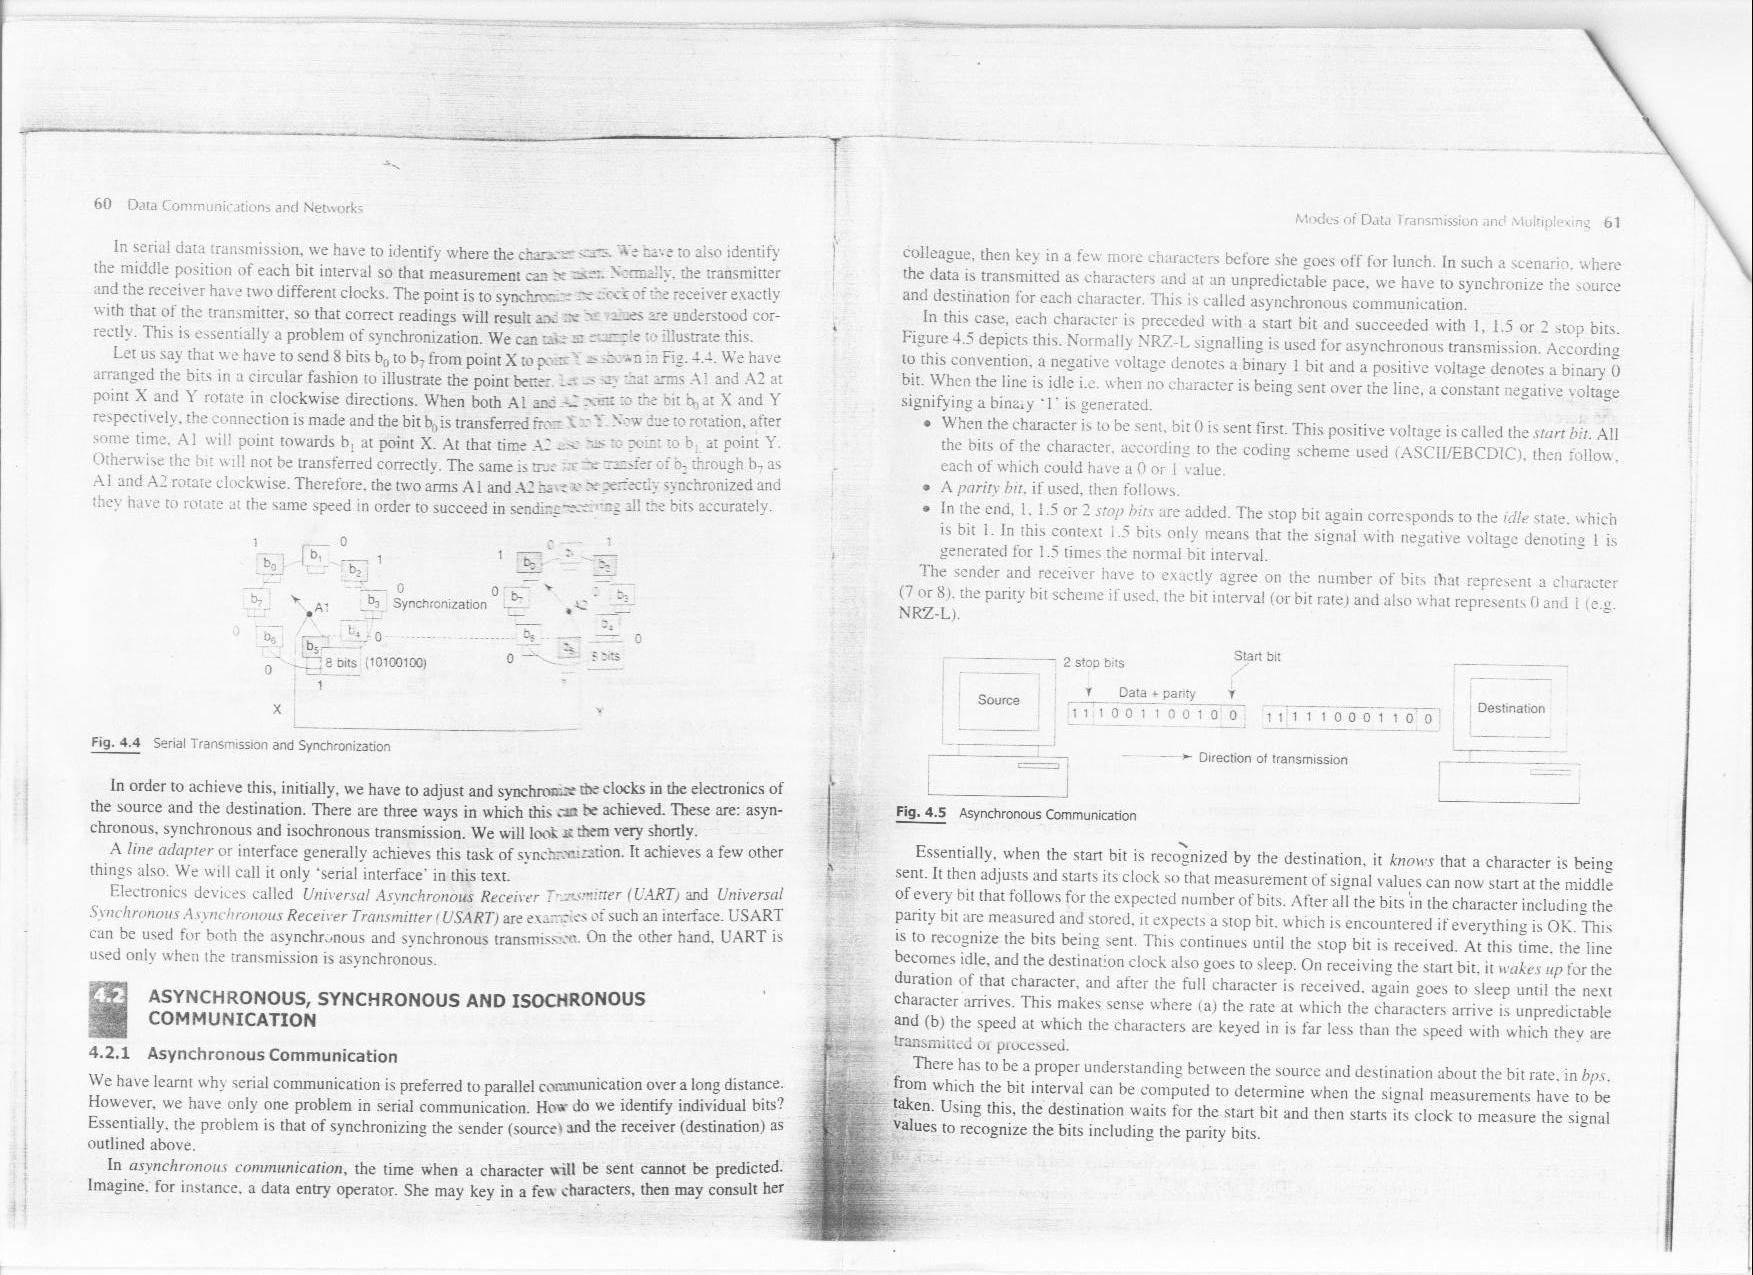 60 Data Communications and Networks
In serial data transmission, we have to identify where the character starts. We have to also identify
the middle position of each bit interval so that measurement can be taken. Normally, the transmitter
and the receiver have two different clocks. The point is to synchronize the clock of the receiver exactly
with that of the transmitter, so that correct readings will result and the bit values are understood cor-
rectly. This is essentially a problem of synchronization. We can take an example to illustrate this.
Let us say that we have to send 8 bits b0 to b7 from point X to point Y as shown in Fig. 4.4. We have
arranged the bits in a circular fashion to illustrate the point better. Let us say that arms A1 and A2 at
point X and Y rotate in clockwise directions. When both A1 and A2 point to the bit b0 at X and Y
respectively, the connection is made and the bit b0 is transferred from X to Y. Now due to rotation, after
some time, A1 will point towards b1 at point X. At that time A2 also has to point to b1 at point Y.
Otherwise the bit will not be transferred correctly. The same is true for the transfer of b2 through b7 as
A1 and A2 rotate clockwise. Therefore, the two arms A1 and A2 have to be perfectly synchronized and
they have to rotate at the same speed in order to succeed in sending/receiving all the bits accurately.
1 0 1 0 1
b0 b1 b2 1 b0 b2
b7 A1 b3 0 Synchronization 0 b7 A2 b3
0 b6 b5 b4 0 b6 0
0 8 bits (10100100) 0 8 bits
1
X Y
Fig. 4.4 Serial Transmission and Synchronization
In order to achieve this, initially, we have to adjust and synchronize the clocks in the electronics of
the source and the destination. There are three ways in which this can be achieved. These are: asyn-
chronous, synchronous and isochronous transmission. We will look at them very shortly.
A line adapter or interface generally achieves this task of synchronization. It achieves a few other
things also. We will call it only 'serial interface' in this text.
Electronics devices called Universal Asynchronous Receiver Transmitter (UART) and Universal
Synchronous Asynchronous Receiver Transmitter (USART) are examples of such an interface. USART
can be used for both the asynchronous and synchronous transmission. On the other hand, UART is
used only when the transmission is asynchronous.
4.2 ASYNCHRONOUS, SYNCHRONOUS AND ISOCHRONOUS
COMMUNICATION
4.2.1 Asynchronous Communication
We have learnt why serial communication is preferred to parallel communication over a long distance.
However, we have only one problem in serial communication. How do we identify individual bits?
Essentially, the problem is that of synchronizing the sender (source) and the receiver (destination) as
outlined above.
In asynchronous communication, the time when a character will be sent cannot be predicted.
Imagine, for instance, a data entry operator. She may key in a few characters, then may consult her
Modes of Data Transmission and Multiplexing 61
colleague, then key in a few more characters before she goes off for lunch. In such a scenario, where
the data is transmitted as characters and at an unpredictable pace, we have to synchronize the source
and destination for each character. This is called asynchronous communication.
In this case, each character is preceded with a start bit and succeeded with 1, 1.5 or 2 stop bits.
Figure 4.5 depicts this. Normally NRZ-L signalling is used for asynchronous transmission. According
to this convention, a negative voltage denotes a binary 1 bit and a positive voltage denotes a binary 0
bit. When the line is idle i.e. when no character is being sent over the line, a constant negative voltage
signifying a binary '1' is generated.
• When the character is to be sent, bit 0 is sent first. This positive voltage is called the start bit. All
the bits of the character, according to the coding scheme used (ASCII/EBCDIC), then follow,
each of which could have a 0 or 1 value.
• A parity bit, if used, then follows.
• In the end, 1, 1.5 or 2 stop bits are added. The stop bit again corresponds to the idle state, which
is bit 1. In this context 1.5 bits only means that the signal with negative voltage denoting 1 is
generated for 1.5 times the normal bit interval.
The sender and receiver have to exactly agree on the number of bits that represent a character
(7 or 8), the parity bit scheme if used, the bit interval (or bit rate) and also what represents 0 and 1 (e.g.
NRZ-L).
2 stop bits Start bit
Source Data + parity Destination
1 1 1 0 0 1 1 0 0 1 0 0 1 1 1 1 1 0 0 0 1 1 0 0
Direction of transmission
Fig. 4.5 Asynchronous Communication
Essentially, when the start bit is recognized by the destination, it knows that a character is being
sent. It then adjusts and starts its clock so that measurement of signal values can now start at the middle
of every bit that follows for the expected number of bits. After all the bits in the character including the
parity bit are measured and stored, it expects a stop bit, which is encountered if everything is OK. This
is to recognize the bits being sent. This continues until the stop bit is received. At this time, the line
becomes idle, and the destination clock also goes to sleep. On receiving the start bit, it wakes up for the
duration of that character, and after the full character is received, again goes to sleep until the next
character arrives. This makes sense where (a) the rate at which the characters arrive is unpredictable
and (b) the speed at which the characters are keyed in is far less than the speed with which they are
transmitted or processed.
There has to be a proper understanding between the source and destination about the bit rate, in bps,
from which the bit interval can be computed to determine when the signal measurements have to be
taken. Using this, the destination waits for the start bit and then starts its clock to measure the signal
values to recognize the bits including the parity bits.